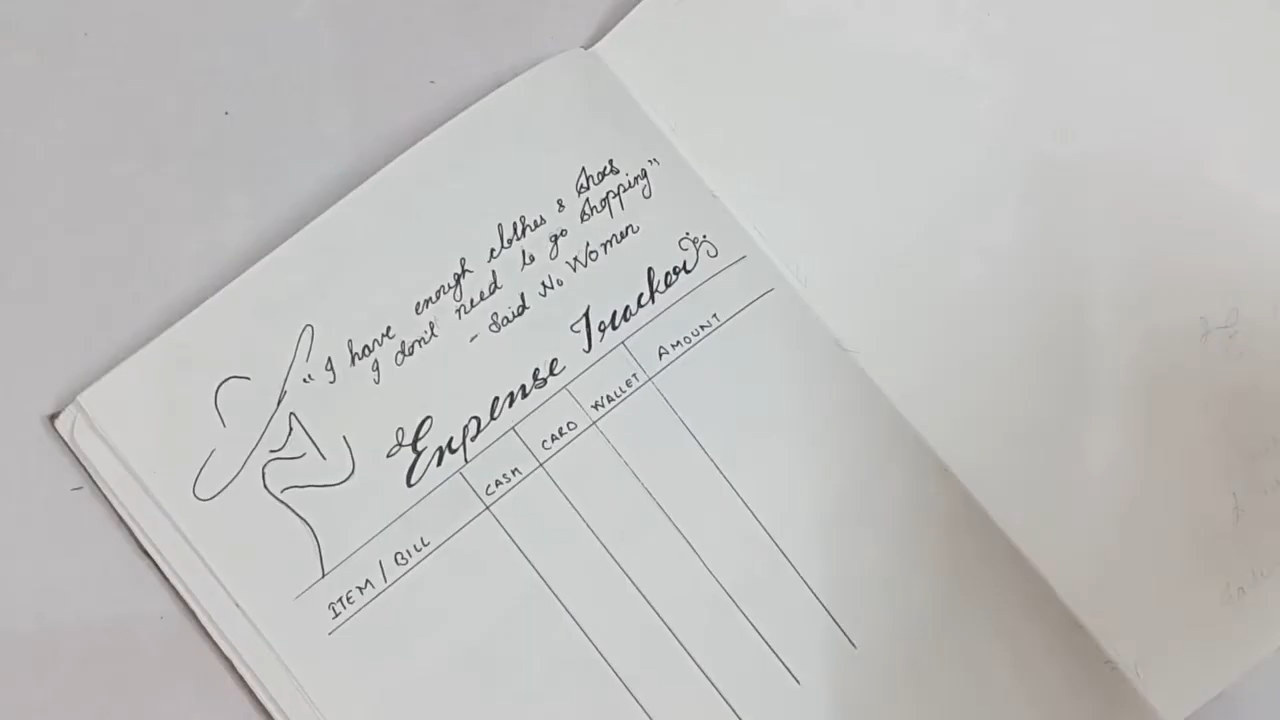 "I have enough clothes & shoes
I don't need to go shopping"
- Said No Women
Expense Tracker
ITEM / BILL CASH CARD WALLET AMOUNT